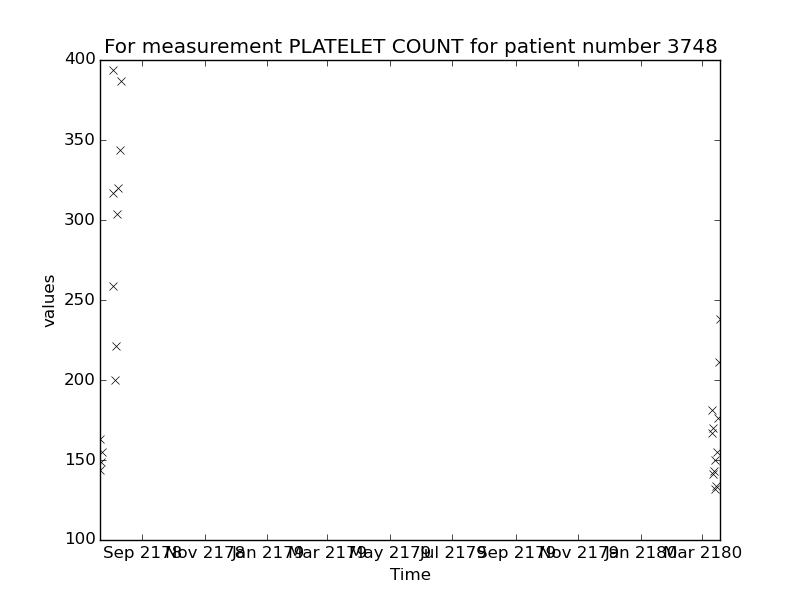 For measurement PLATELET COUNT for patient number 3748
400
350
300
250
200
150
100
values
Sep 2178 Nov 2178 Jan 2179 Mar 2179 May 2179 Jul 2179 Sep 2179 Nov 2179 Jan 2180 Mar 2180
Time